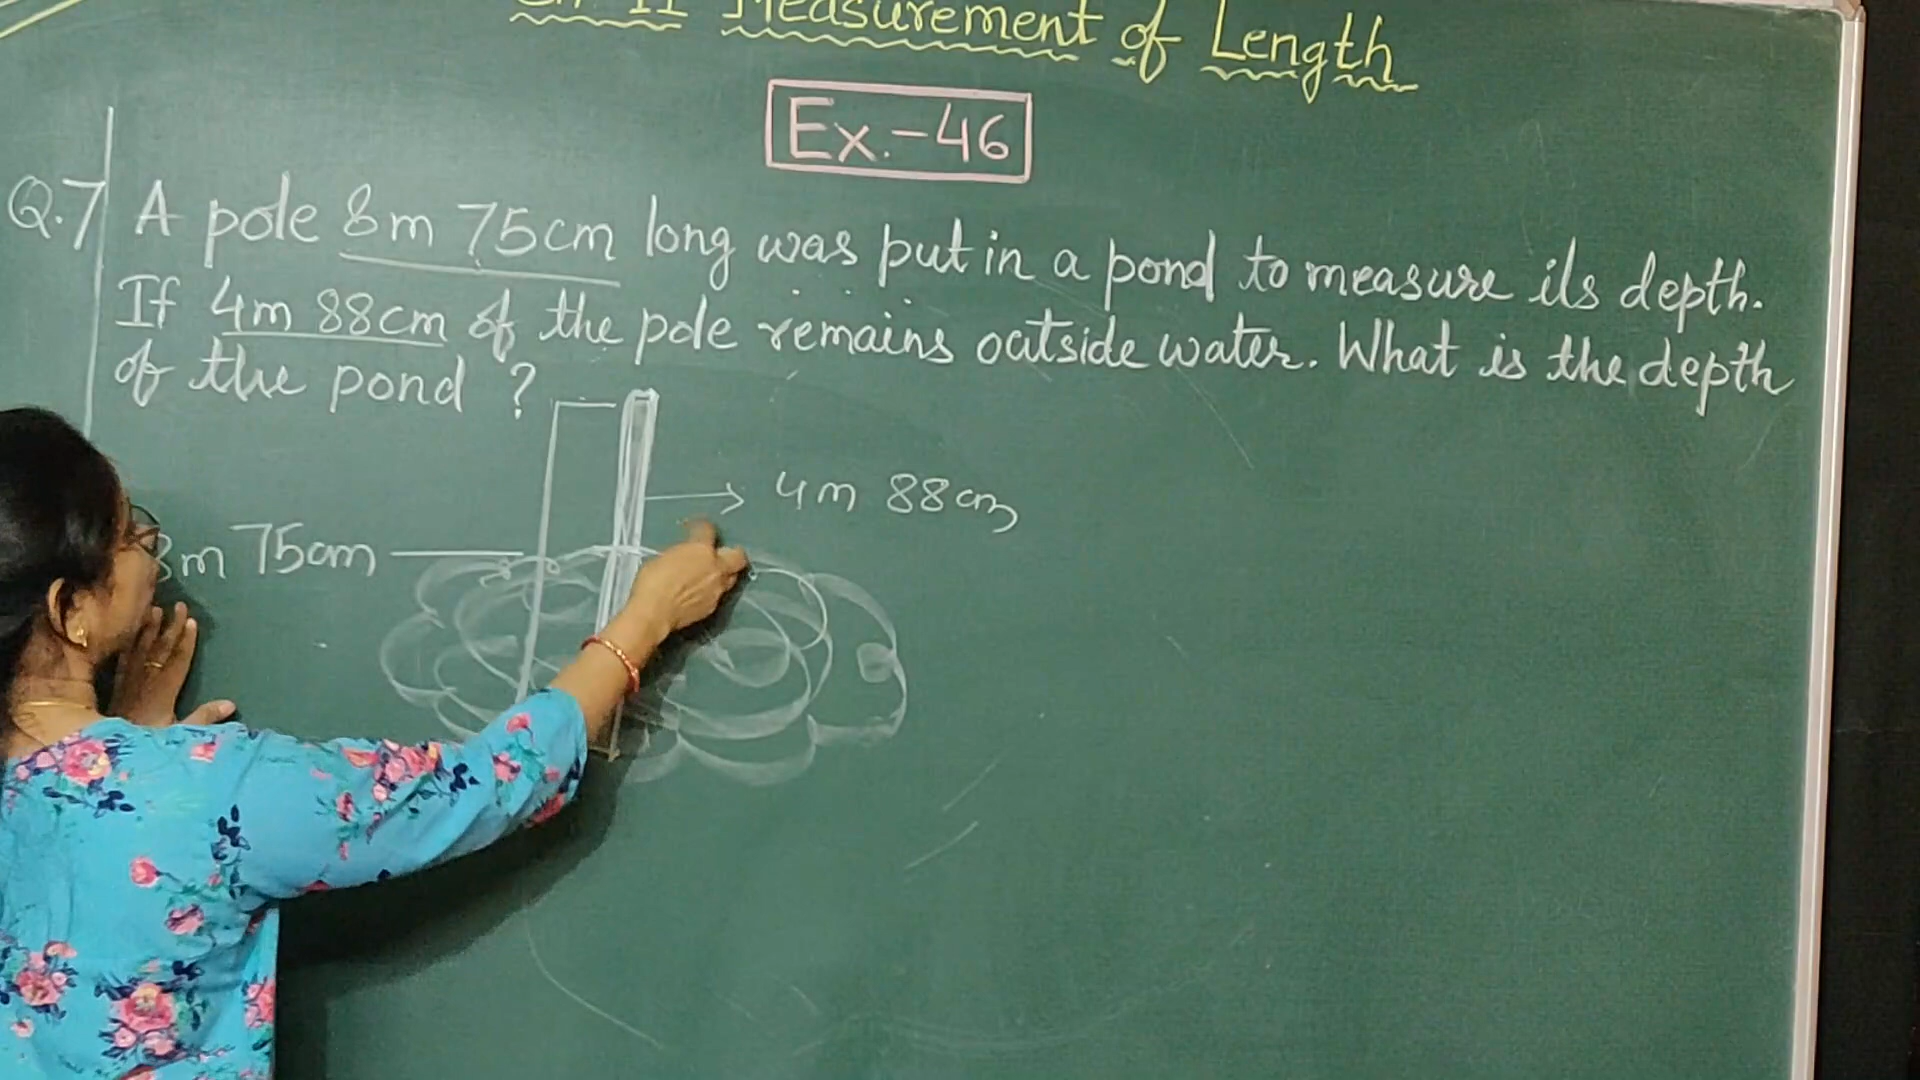 Measurement of Length
Ex.-46
Q.7 A pole 8m 75cm long was put in a pond to measure its depth.
If 4m 88cm of the pole remains outside water. What is the depth
of the pond ?
4m 88cm
8m 75cm